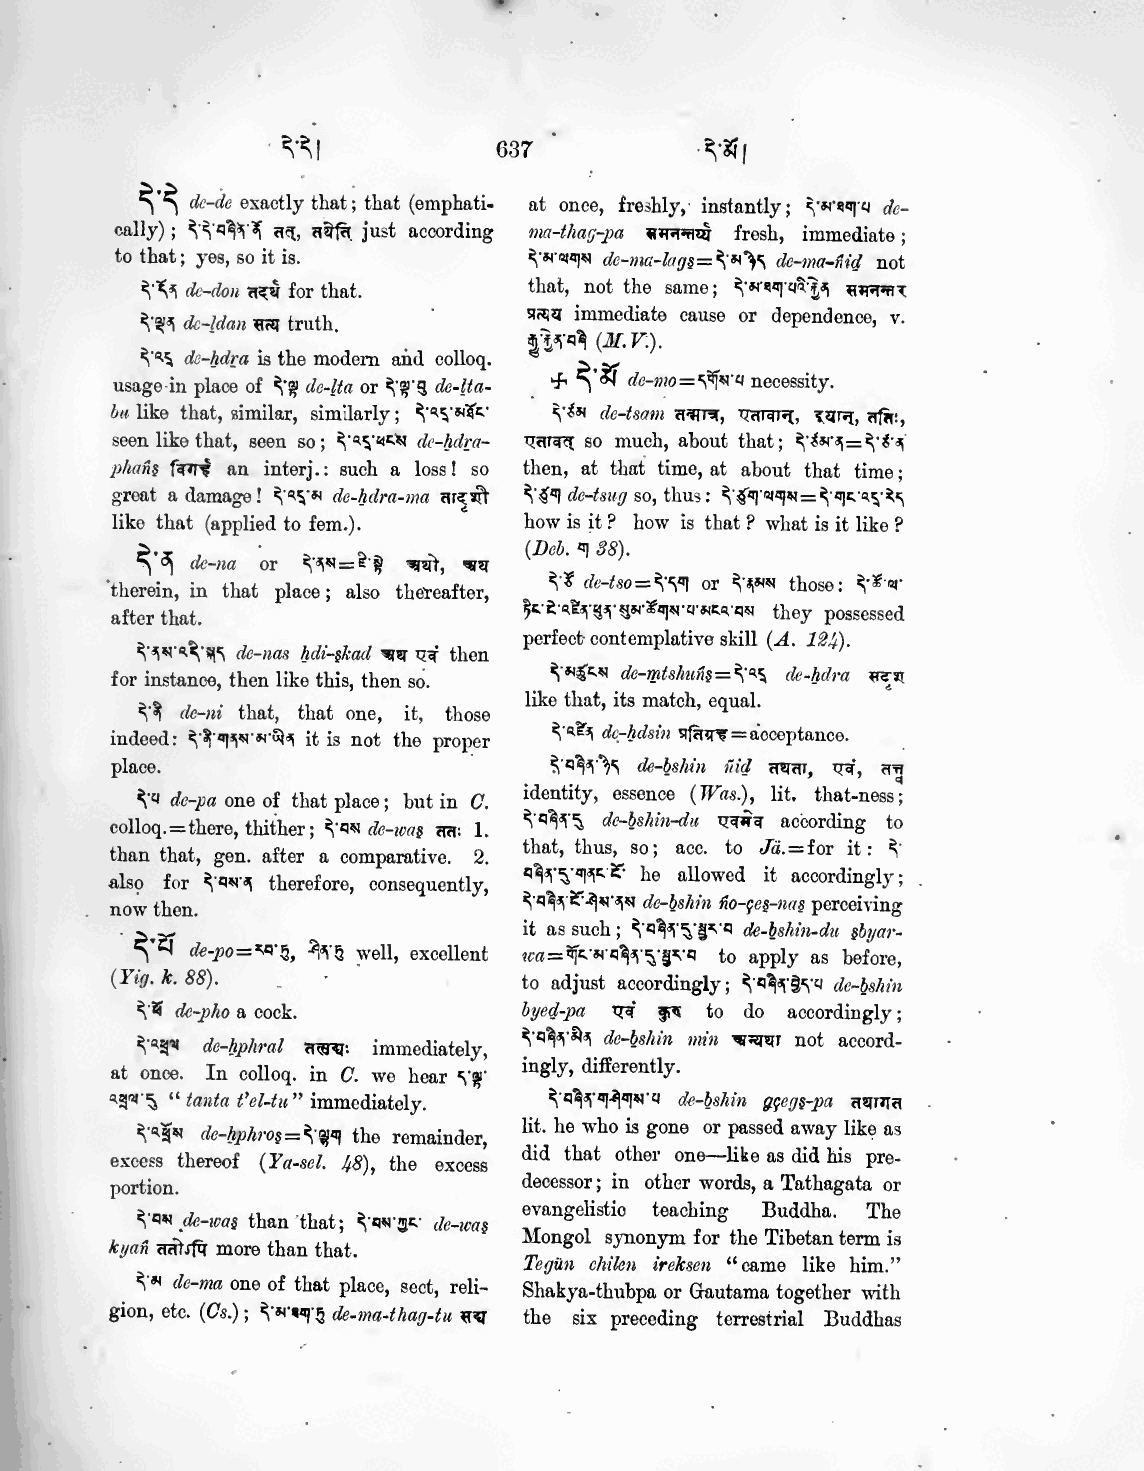 དེ་དེ། 637 དེ་མོ།
དེ་དེ de-de exactly that; that (emphati-
cally); དེ་དེ་བཞིན་ནོ तत्, तथेति just according
to that; yes, so it is.
དེ་དོན de-don तदर्थ for that.
དེ་ལྡན de-ldan सत्य truth.
དེ་འདྲ de-hdra is the modern and colloq.
usage in place of དེ་ལྟ de-lta or དེ་ལྟ་བུ de-lta-
bu like that, similar, similarly; དེ་འདྲ་མཐོང་
seen like that, seen so; དེ་འདྲ་ཕངས de-hdra-
phañs an interj.: such a loss! so
great a damage! དེ་འདྲ་མ de-hdra-ma तादृशी
like that (applied to fem.).
དེ་ན de-na or དེ་ནས=ཇེ་སྟེ अथो, अथ
therein, in that place; also thereafter,
after that.
དེ་ནས་འདི་སྐད de-nas hdi-skad अथ एवं then
for instance, then like this, then so.
དེ་ནི de-ni that, that one, it, those
indeed: དེ་ནི་གནས་མ་ཡིན it is not the proper
place.
དེ་པ de-pa one of that place; but in C.
colloq.=there, thither; དེ་བས de-was ततः 1.
than that, gen. after a comparative. 2.
also for དེ་བས་ན therefore, consequently,
now then.
དེ་པོ de-po=རབ་ཏུ, ཤིན་ཏུ well, excellent
(Yig. k. 88).
དེ་ཕོ de-pho a cock.
དེ་འཕྲལ de-hphral immediately,
at once. In colloq. in C. we hear ད་ལྟ་
འཕྲལ་དུ “tanta t’el-tu” immediately.
དེ་འཕྲོས de-hphros=དེ་ལྷག the remainder,
excess thereof (Ya-sel. 48), the excess
portion.
དེ་བས de-was than that; དེ་བས་ཀྱང་ de-was
kyañ ततोऽपि more than that.
དེ་མ de-ma one of that place, sect, reli-
gion, etc. (Cs.); དེ་མ་ཐག་ཏུ de-ma-thag-tu सद्य
at once, freshly, instantly; དེ་མ་ཐག་པ de-
ma-thag-pa fresh, immediate;
དེ་མ་ལགས de-ma-lags=དེ་མ་ཉིད de-ma-ñid not
that, not the same; དེ་མ་ཐག་པའི་རྐྱེན समनन्तर
प्रत्यय immediate cause or dependence, v.
རྒྱུ་རྐྱེན་བཞི (M.V.).
+ དེ་མོ de-mo=དགོས་པ necessity.
དེ་ཙམ de-tsam तन्मात्र, एतावान्, इयान्, ततिः,
एतावत् so much, about that; དེ་ཙམ་ན=དེ་ཙ་ན
then, at that time, at about that time;
དེ་ཙུག de-tsug so, thus: དེ་ཙུག་ལགས=དེ་གང་འདྲ་རེད
how is it? how is that? what is it like?
(Deb. ག 38).
དེ་ཙོ de-tso=དེ་དག or དེ་རྣམས those: དེ་ཙོ་ལ་
ཏིང་ངེ་འཛིན་ཕུན་སུམ་ཚོགས་པ་མངའ་བས they possessed
perfect contemplative skill (A. 124).
དེ་མཚུངས de-mtshuñs=དེ་འདྲ de-hdra सदृश
like that, its match, equal.
དེ་འཛིན de-hdsin प्रतिग्रह=acceptance.
དེ་བཞིན་ཉིད de-bshin ñid तथता, एवं, तत्त्व
identity, essence (Was.), lit. that-ness;
དེ་བཞིན་དུ de-bshin-du एवमेव according to
that, thus, so; acc. to Jä.=for it: དེ་
བཞིན་དུ་གནང་ངོ་ he allowed it accordingly;
དེ་བཞིན་ངོ་ཤེས་ནས de-bshin ño-çes-nas perceiving
it as such; དེ་བཞིན་དུ་སྦྱར་བ de-bshin-du sbyar-
wa=གོང་མ་བཞིན་དུ་སྦྱར་བ to apply as before,
to adjust accordingly; དེ་བཞིན་བྱེད་པ de-bshin
byed-pa एवं कृष to do accordingly;
དེ་བཞིན་མིན de-bshin min अन्यथा not accord-
ingly, differently.
དེ་བཞིན་གཤེགས་པ de-bshin gçegs-pa तथागत
lit. he who is gone or passed away like as
did that other one—like as did his pre-
decessor; in other words, a Tathagata or
evangelistic teaching Buddha. The
Mongol synonym for the Tibetan term is
Tegün chilen ireksen “came like him.”
Shakya-thubpa or Gautama together with
the six preceding terrestrial Buddhas